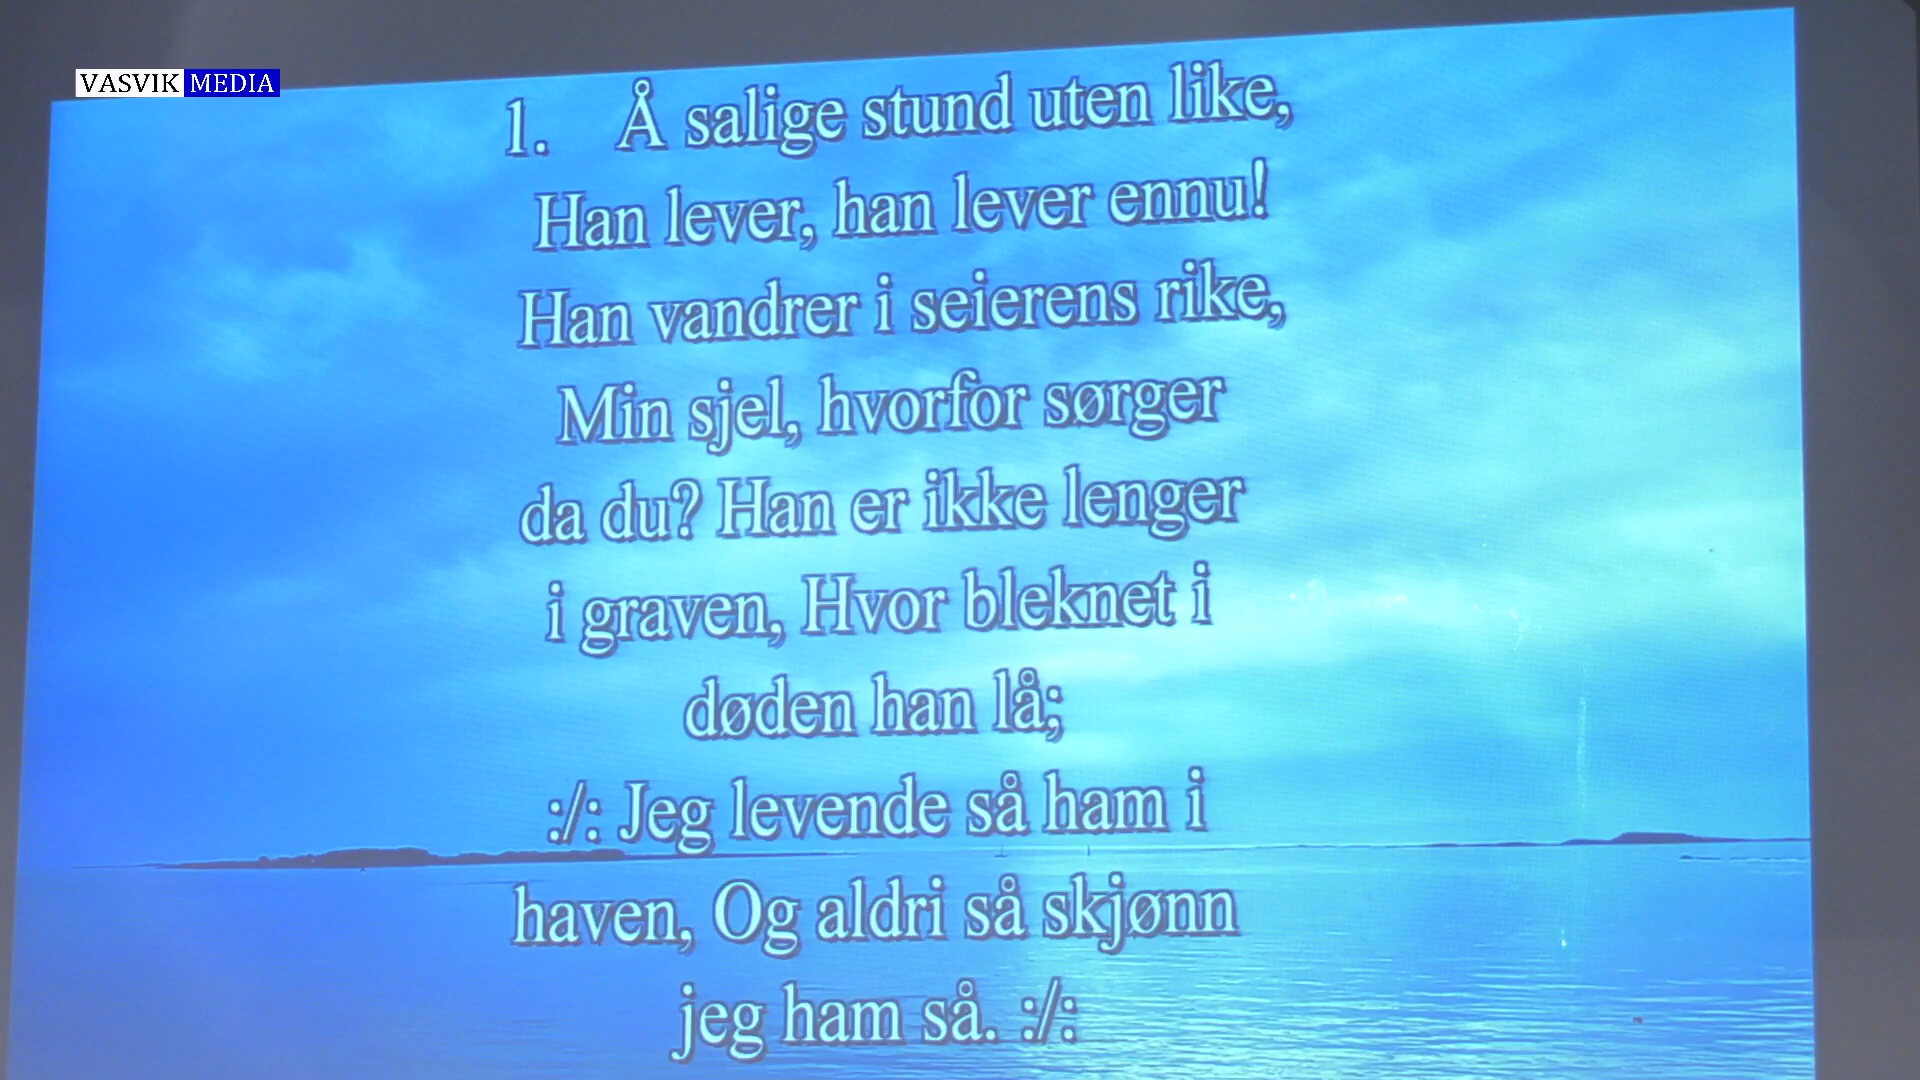 VASVIK MEDIA
1. Å salige stund uten like,
Han lever, han lever ennu!
Han vandrer i seierens rike,
Min sjel, hvorfor sørger
da du? Han er ikke lenger
i graven, Hvor bleknet i
døden han lå;
:/: Jeg levende så ham i
haven, Og aldri så skjønn
jeg ham så. :/: